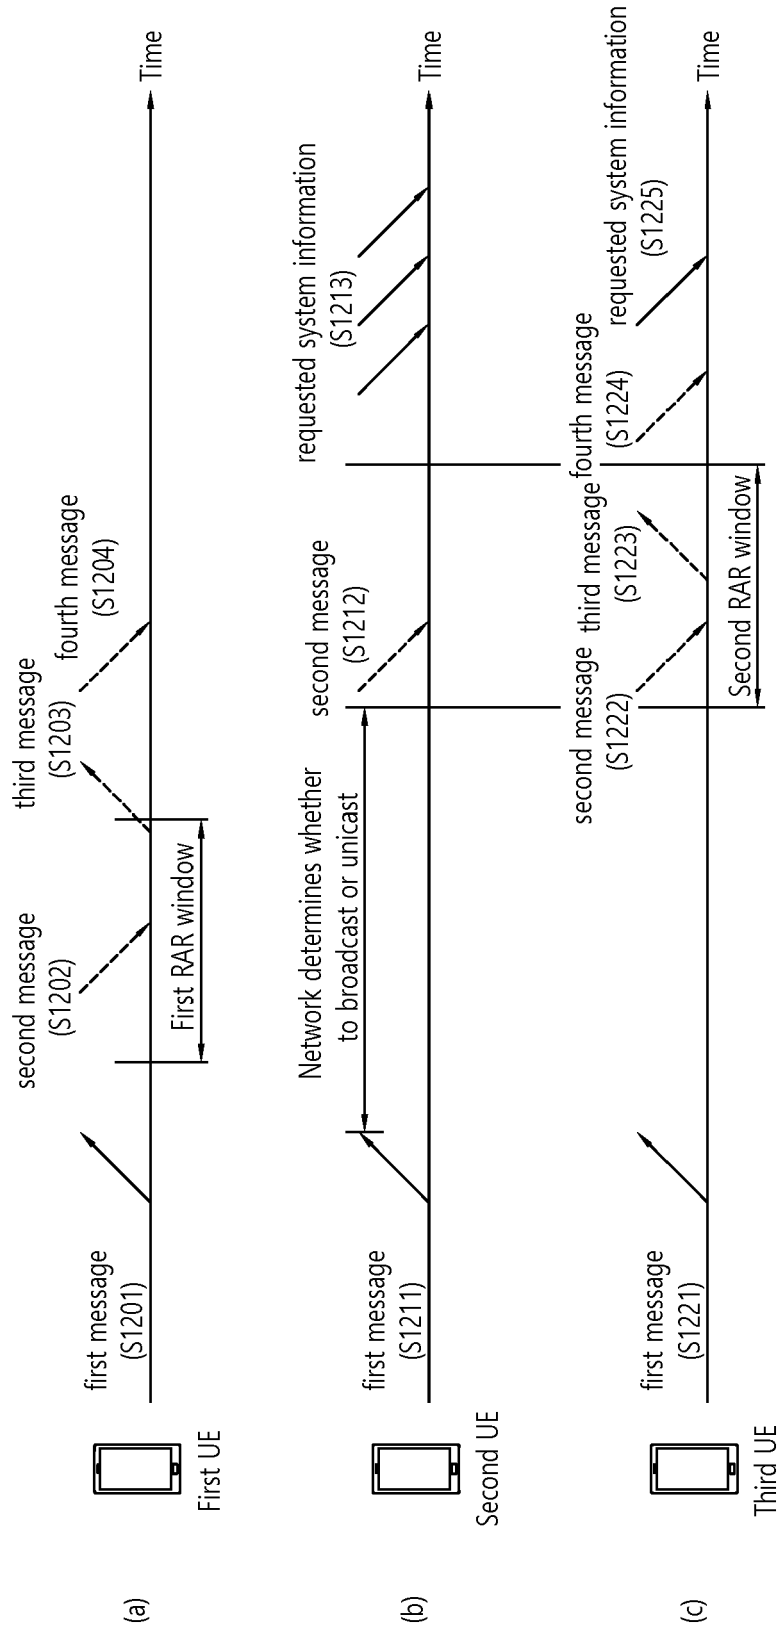 (a)
First UE
first message
(S1201)
second message
(S1202)
First RAR window
third message
(S1203)
fourth message
(S1204)
Time
(b)
Second UE
first message
(S1211)
Network determines whether
to broadcast or unicast
second message
(S1212)
requested system information
(S1213)
Time
(c)
Third UE
first message
(S1221)
second message
(S1222)
third message
(S1223)
Second RAR window
fourth message
(S1224)
requested system information
(S1225)
Time